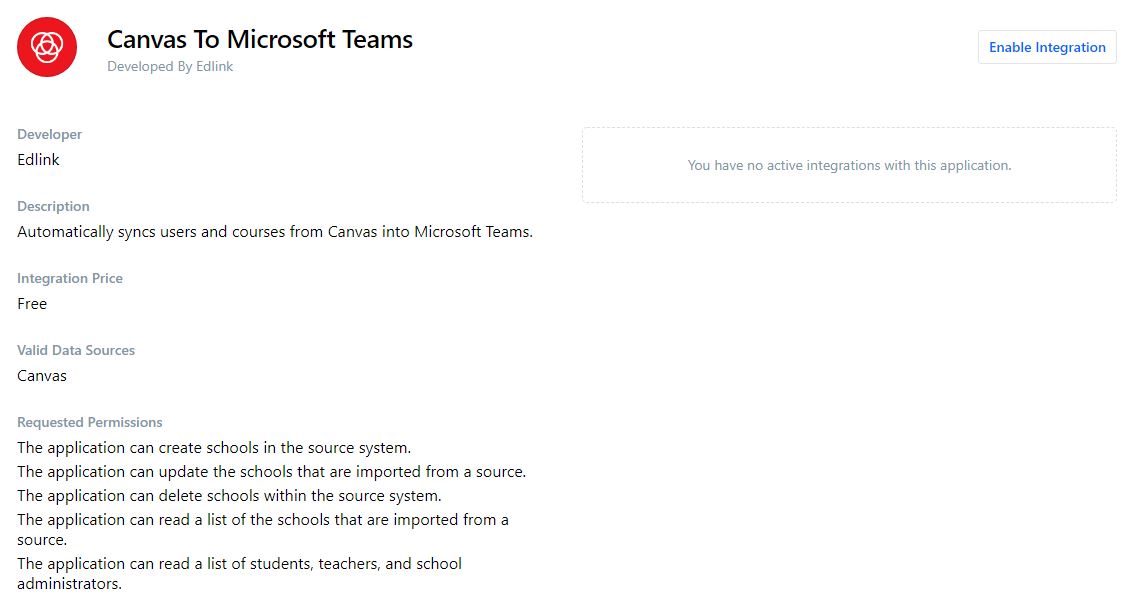 Canvas To Microsoft Teams
Developed By Edlink
Enable Integration
Developer
Edlink
You have no active integrations with this application.
Description
Automatically syncs users and courses from Canvas into Microsoft Teams.
Integration Price
Free
Valid Data Sources
Canvas
Requested Permissions
The application can create schools in the source system.
The application can update the schools that are imported from a source.
The application can delete schools within the source system.
The application can read a list of the schools that are imported from a
source.
The application can read a list of students, teachers, and school
administrators.